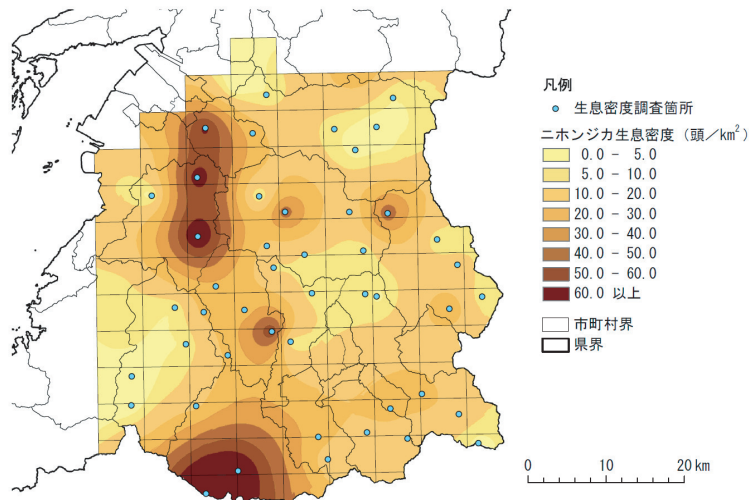 凡例
生息密度調査箇所
ニホンジカ生息密度 (頭／km²)
0.0 - 5.0
5.0 - 10.0
10.0 - 20.0
20.0 - 30.0
30.0 - 40.0
40.0 - 50.0
50.0 - 60.0
60.0 以上
市町村界
県界
0 10 20 km